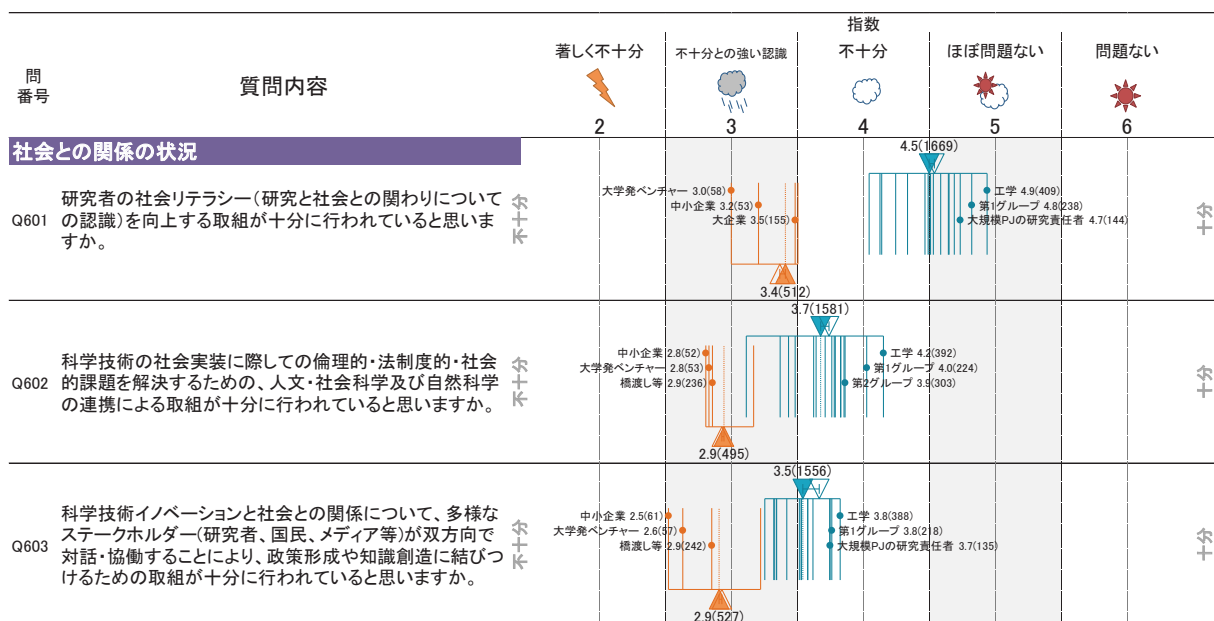 指数
問
番号
質問内容
著しく不十分
不十分との強い認識
不十分
ほぼ問題ない
問題ない
2
3
4
5
6
社会との関係の状況
Q601
研究者の社会リテラシー(研究と社会との関わりについて
の認識)を向上する取組が十分に行われていると思いま
すか。
不十分
4.5(1669)
大学発ベンチャー 3.0(58)
中小企業 3.2(53)
大企業 3.5(155)
工学 4.9(409)
第1グループ 4.8(238)
大規模PJの研究責任者 4.7(144)
3.4(512)
十分
Q602
科学技術の社会実装に際しての倫理的・法制度的・社会
的課題を解決するための、人文・社会科学及び自然科学
の連携による取組が十分に行われていると思いますか。
不十分
3.7(1581)
中小企業 2.8(52)
大学発ベンチャー 2.8(53)
橋渡し等 2.9(236)
工学 4.2(392)
第1グループ 4.0(224)
第2グループ 3.9(303)
2.9(495)
十分
Q603
科学技術イノベーションと社会との関係について、多様な
ステークホルダー(研究者、国民、メディア等)が双方向で
対話・協働することにより、政策形成や知識創造に結びつ
けるための取組が十分に行われていると思いますか。
不十分
3.5(1556)
中小企業 2.5(61)
大学発ベンチャー 2.6(57)
橋渡し等 2.9(242)
工学 3.8(388)
第1グループ 3.8(218)
大規模PJの研究責任者 3.7(135)
2.9(527)
十分